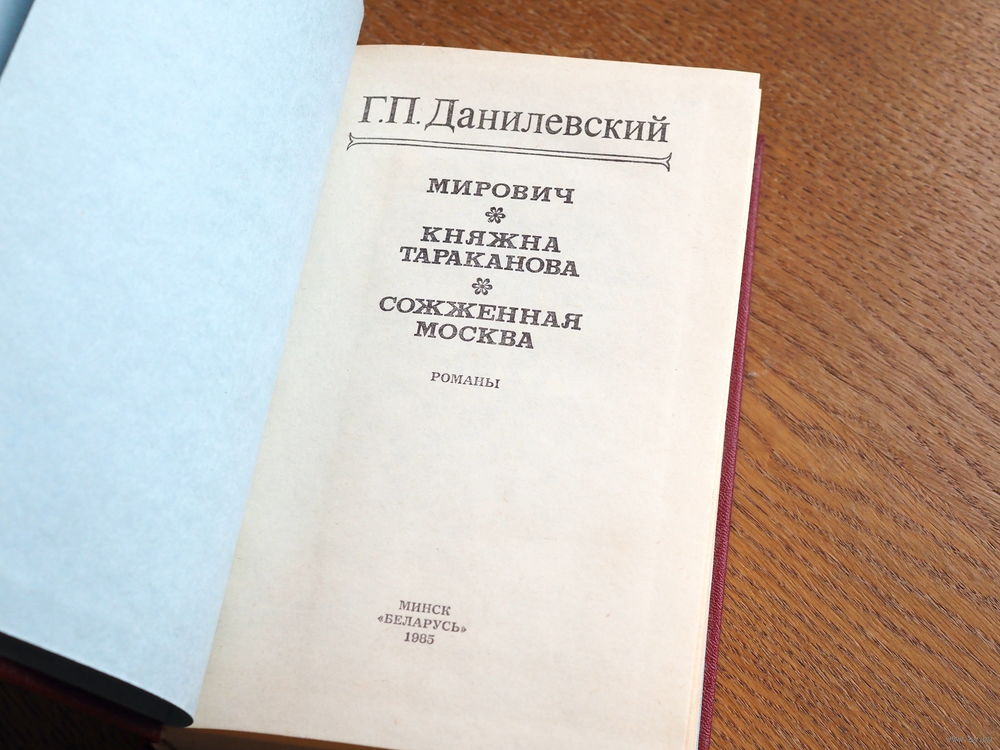 Г.П. Данилевский
МИРОВИЧ
КНЯЖНА
ТАРАКАНОВА
СОЖЖЕННАЯ
МОСКВА
РОМАНЫ
МИНСК
«БЕЛАРУСЬ»
1985